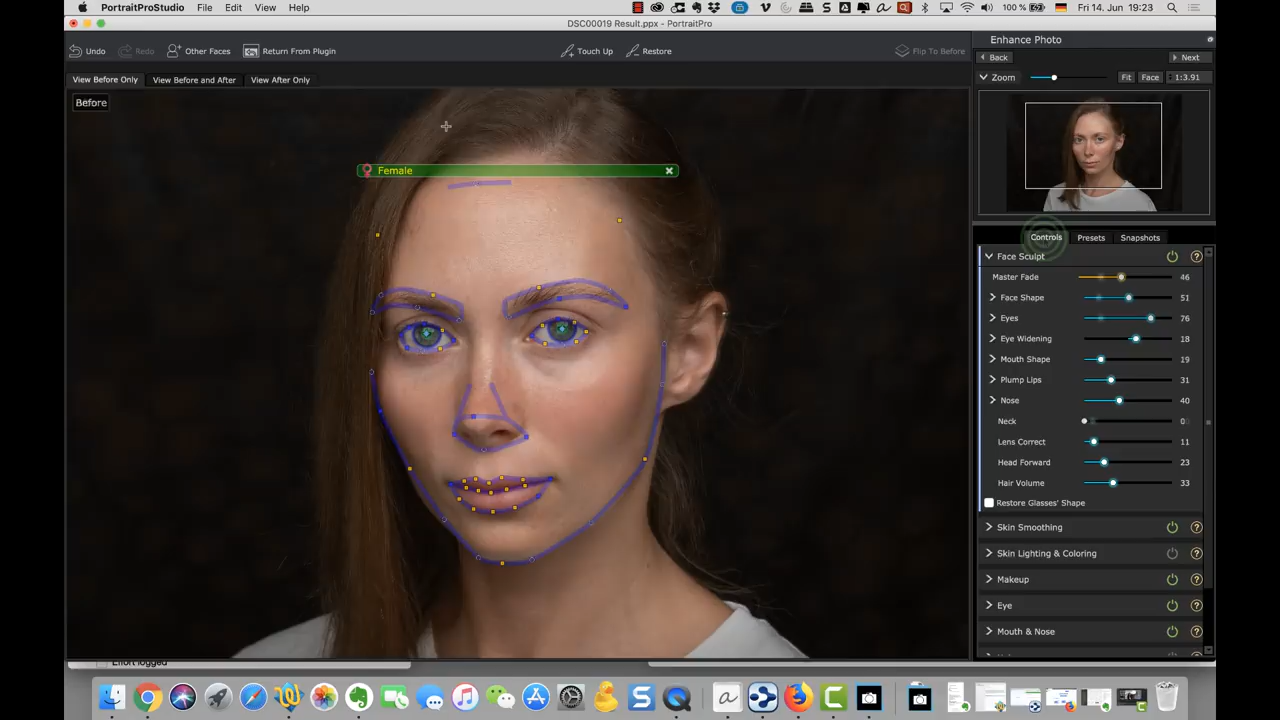 PortraitProStudio File Edit View Help 100 % Fri 14. Jun 19:23
DSC00019 Result.ppx - PortraitPro
Undo Redo Other Faces Return From Plugin Touch Up Restore Flip To Before
Enhance Photo
Back Next
View Before Only View Before and After View After Only
Zoom Fit Face 1:3.91
Before
Female
Controls Presets Snapshots
Face Sculpt
Master Fade 46
Face Shape 51
Eyes 76
Eye Widening 18
Mouth Shape 19
Plump Lips 31
Nose 40
Neck 0
Lens Correct 11
Head Forward 23
Hair Volume 33
Restore Glasses' Shape
Skin Smoothing
Skin Lighting & Coloring
Makeup
Eye
Mouth & Nose
Effort logged